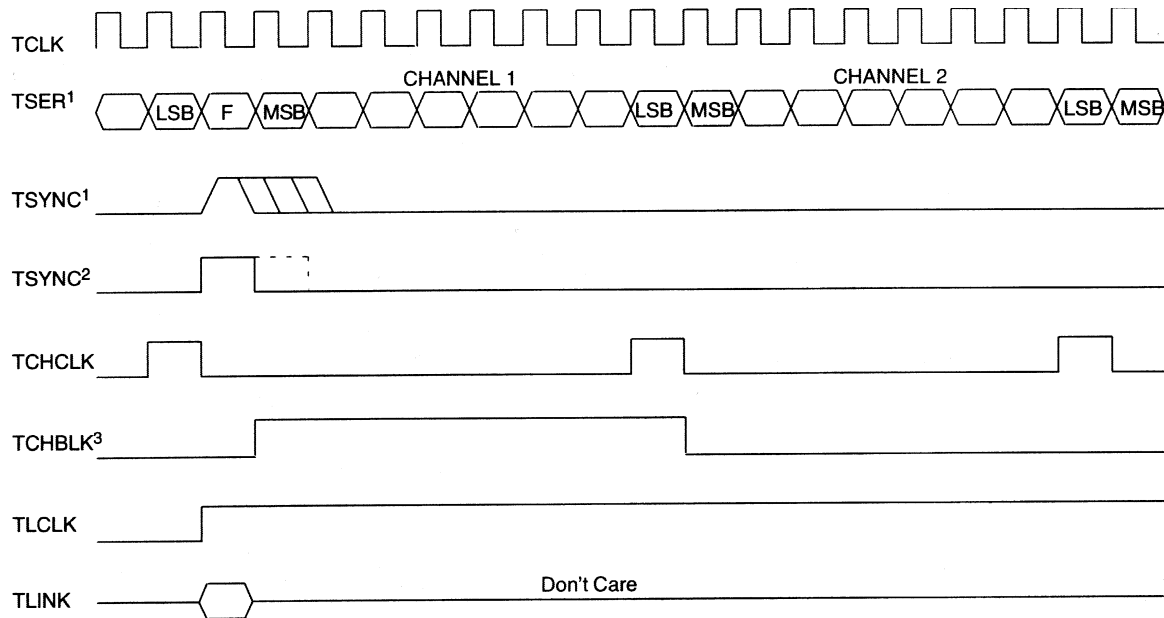 TCLK
CHANNEL 1 CHANNEL 2
TSER¹ LSB F MSB LSB MSB LSB MSB
TSYNC¹
TSYNC²
TCHCLK
TCHBLK³
TLCLK
TLINK Don't Care